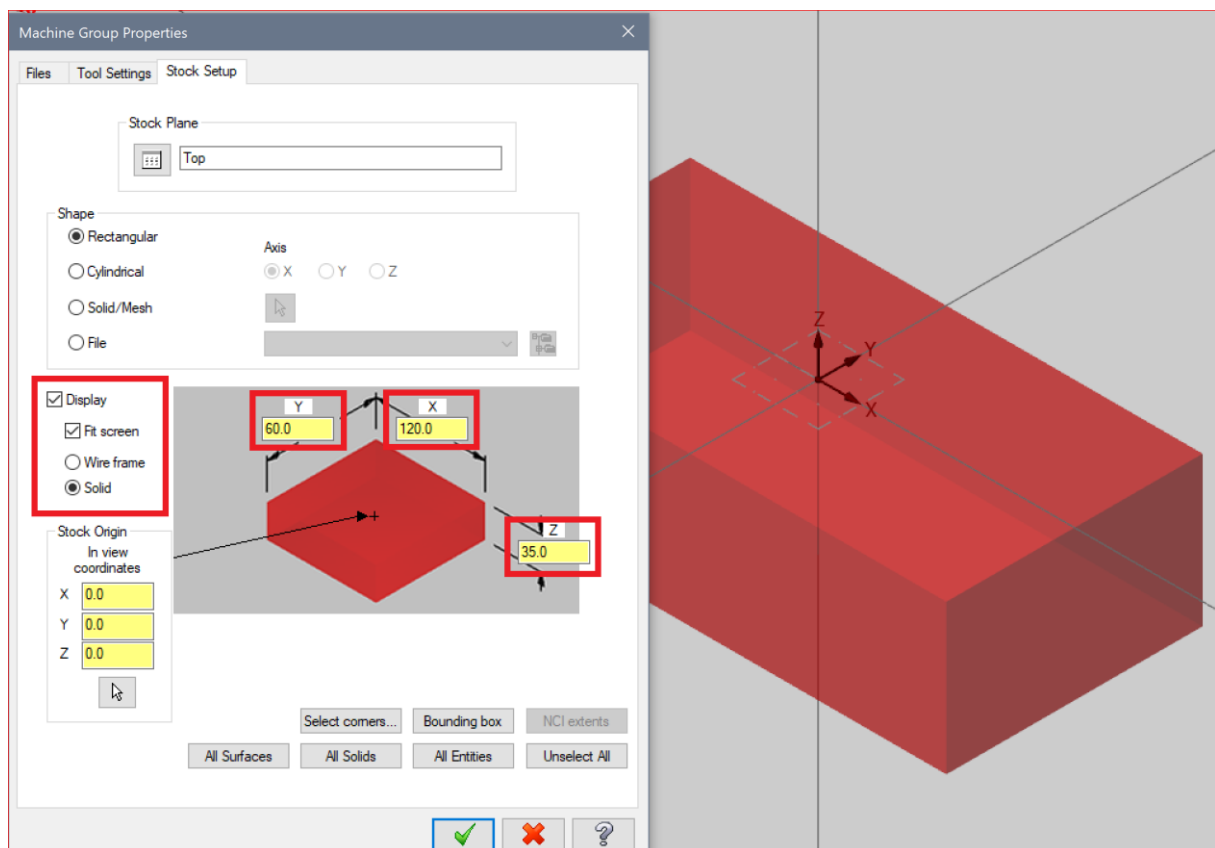 Machine Group Properties
Files
Tool Settings
Stock Setup
Stock Plane
Top
Shape
Rectangular
Axis
Cylindrical
X
Y
Z
Solid/Mesh
File
Display
Fit screen
Wire frame
Solid
Y
60.0
X
120.0
Z
35.0
Stock Origin
In view
coordinates
X 0.0
Y 0.0
Z 0.0
Select corners...
Bounding box
NCI extents
All Surfaces
All Solids
All Entities
Unselect All
Z
Y
X